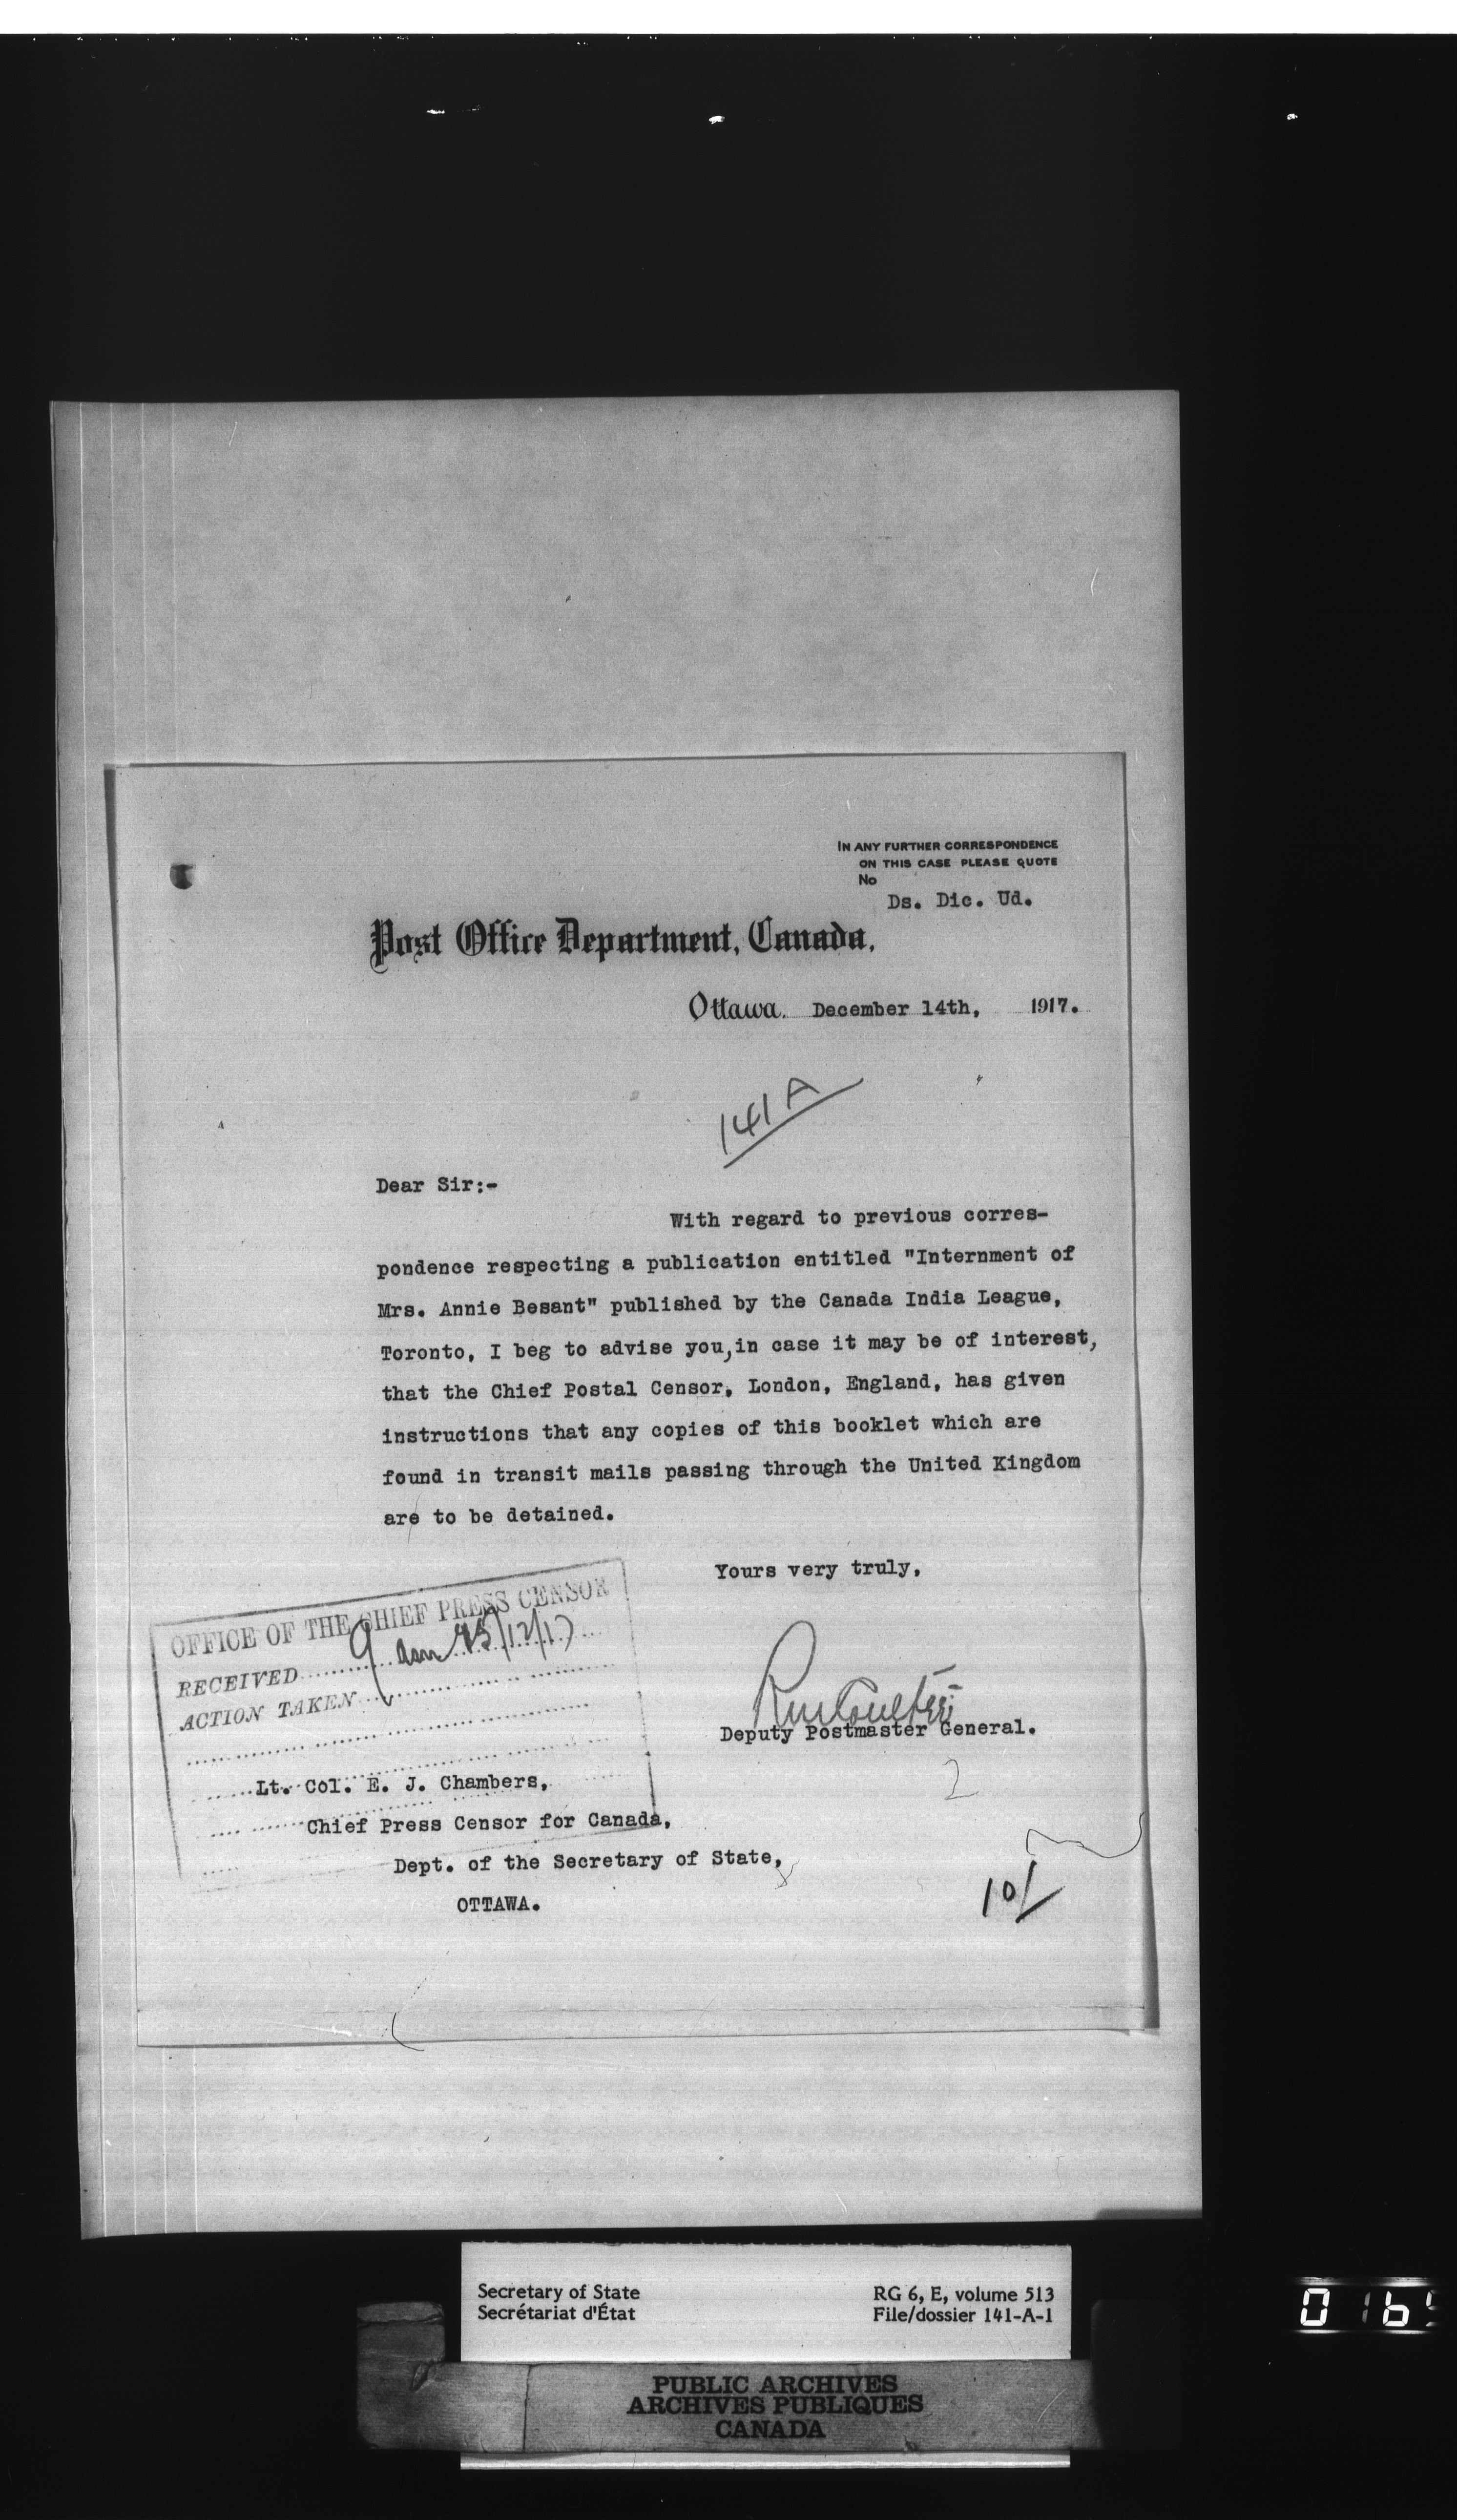 IN ANY FURTHER CORRESPONDENCE
ON THIS CASE PLEASE QUOTE
No
Ds. Dic. Ud.
Post Office Department, Canada,
Ottawa. December 14th, 1917.
141 A
Dear Sir:-
With regard to previous corres-
pondence respecting a publication entitled "Internment of
Mrs. Annie Besant" published by the Canada India League,
Toronto, I beg to advise you, in case it may be of interest,
that the Chief Postal Censor, London, England, has given
instructions that any copies of this booklet which are
found in transit mails passing through the United Kingdom
are to be detained.
Yours very truly,
OFFICE OF THE CHIEF PRESS CENSOR
RECEIVED 9 am 15/12/17
ACTION TAKEN
RM Coulter
Deputy Postmaster General.
2
Lt. Col. E. J. Chambers,
Chief Press Censor for Canada,
Dept. of the Secretary of State,
OTTAWA.
Secretary of State
Secrétariat d'État
RG 6, E, volume 513
File/dossier 141-A-1
PUBLIC ARCHIVES
ARCHIVES PUBLIQUES
CANADA